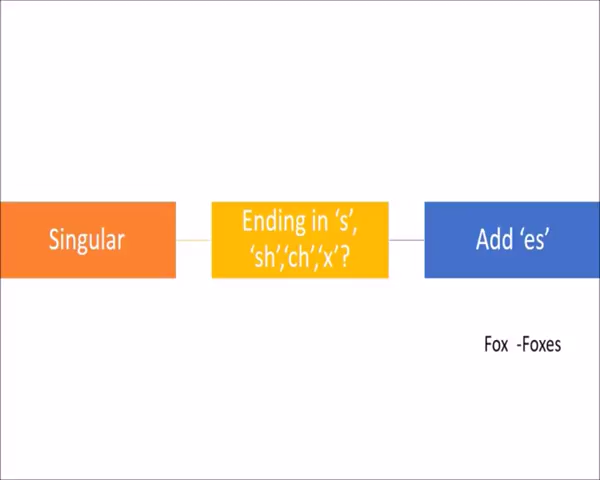 Singular
Ending in ‘s’,
‘sh’,‘ch’,‘x’?
Add ‘es’
Fox -Foxes